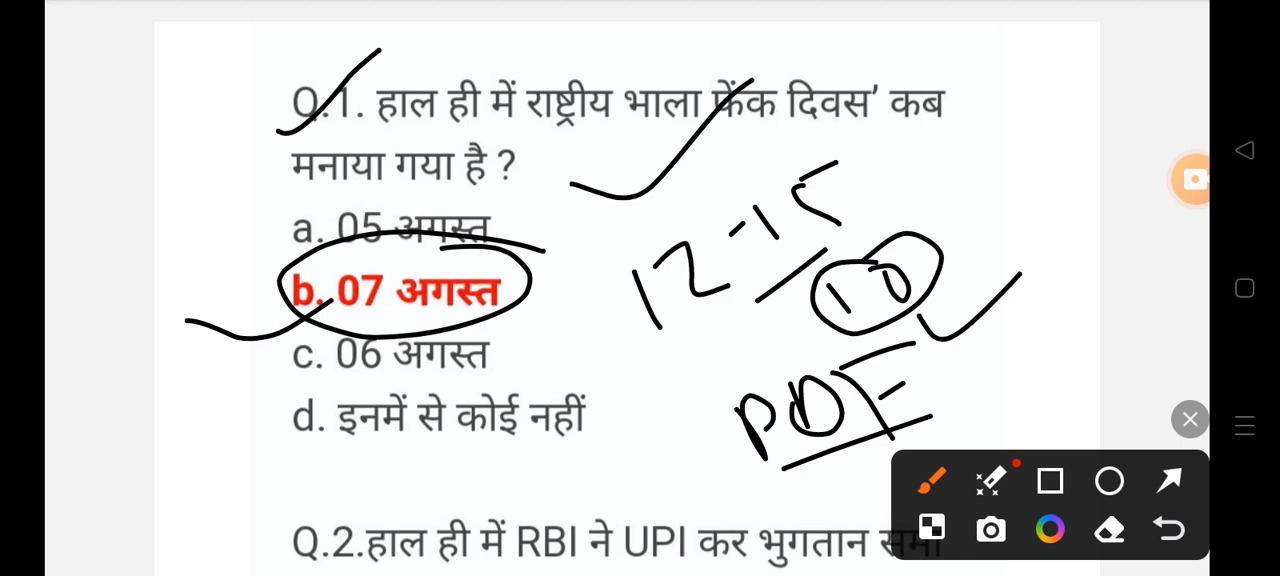 Q.1. हाल ही में राष्ट्रीय भाला फेंक दिवस’ कब
मनाया गया है ?
a. 05 अगस्त
b. 07 अगस्त
c. 06 अगस्त
d. इनमें से कोई नहीं
12-15
10
PDF
Q.2.हाल ही में RBI ने UPI कर भुगतान सीमा